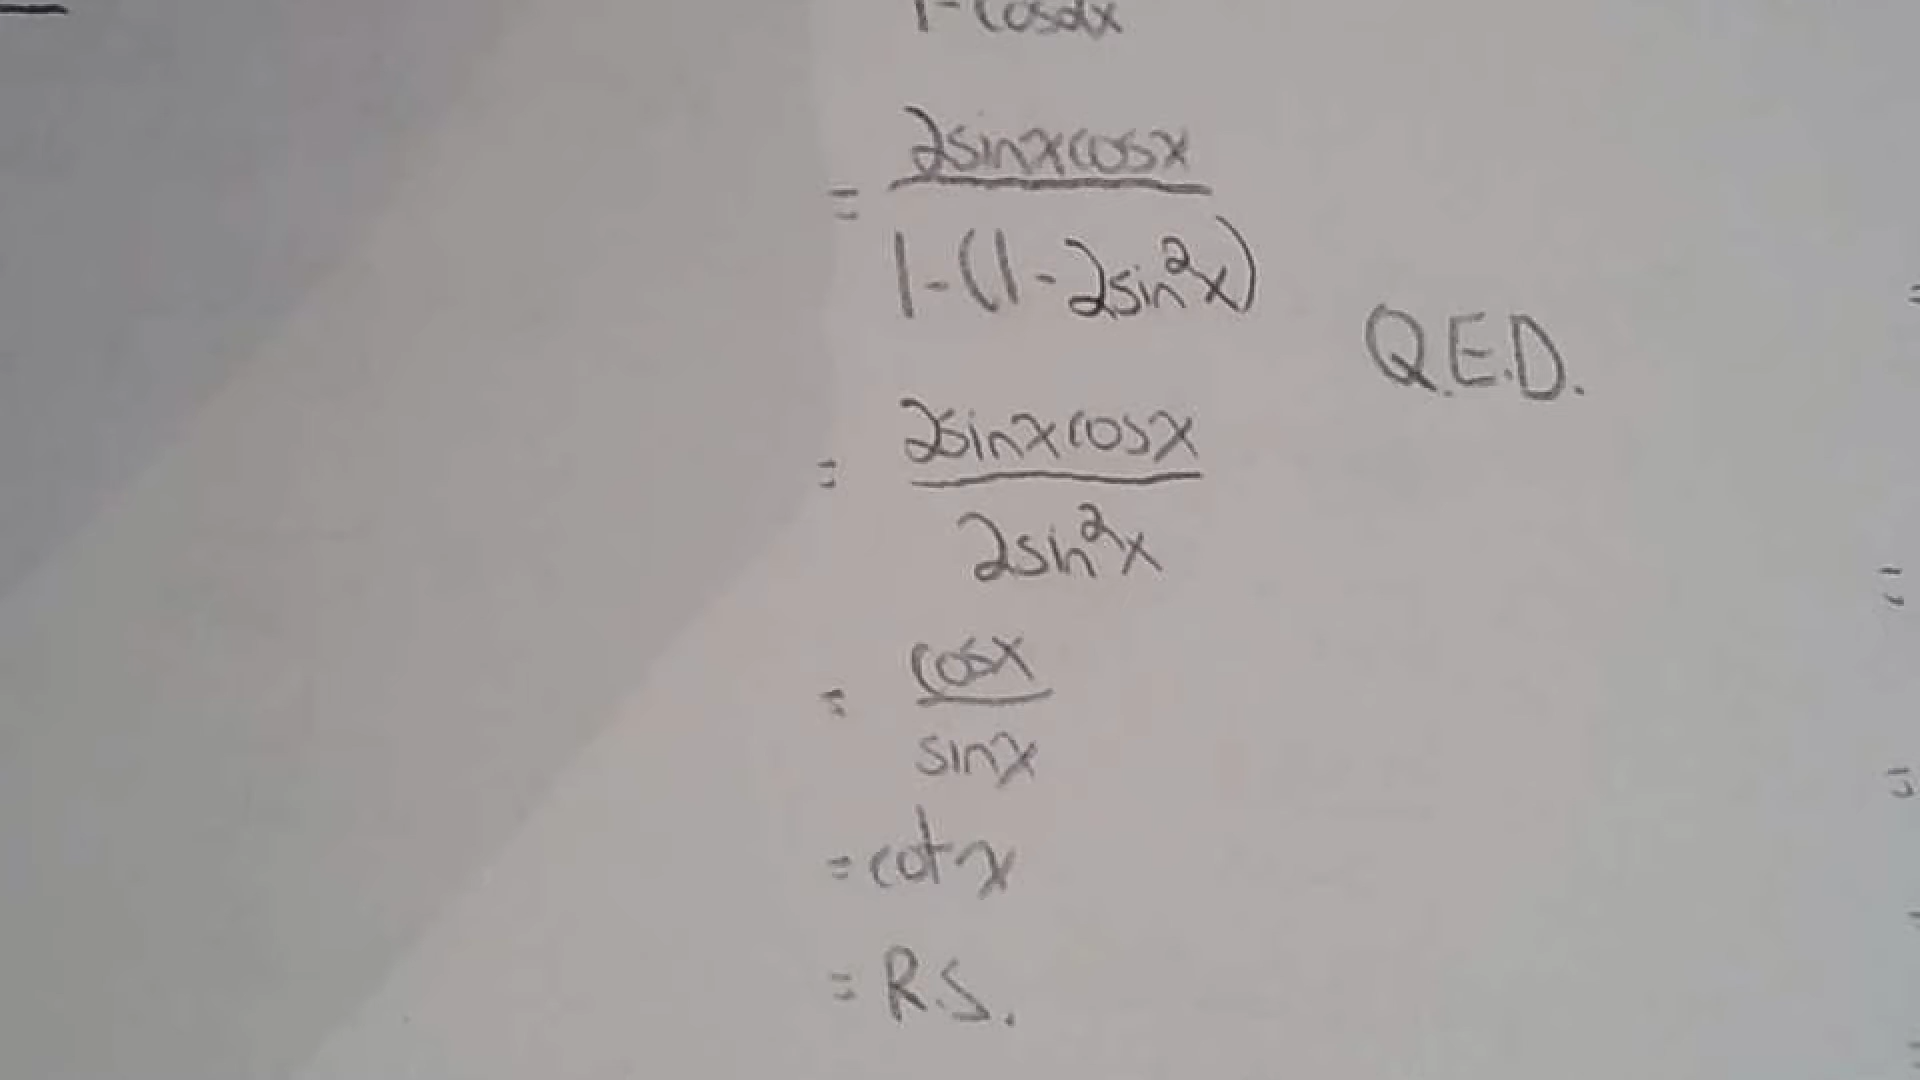 1-cos2x
2sinxcosx
=
1-(1-2sin²x)
Q.E.D.
2sinxcosx
=
2sin²x
cosx
=
sinx
=cotx
=R.S.